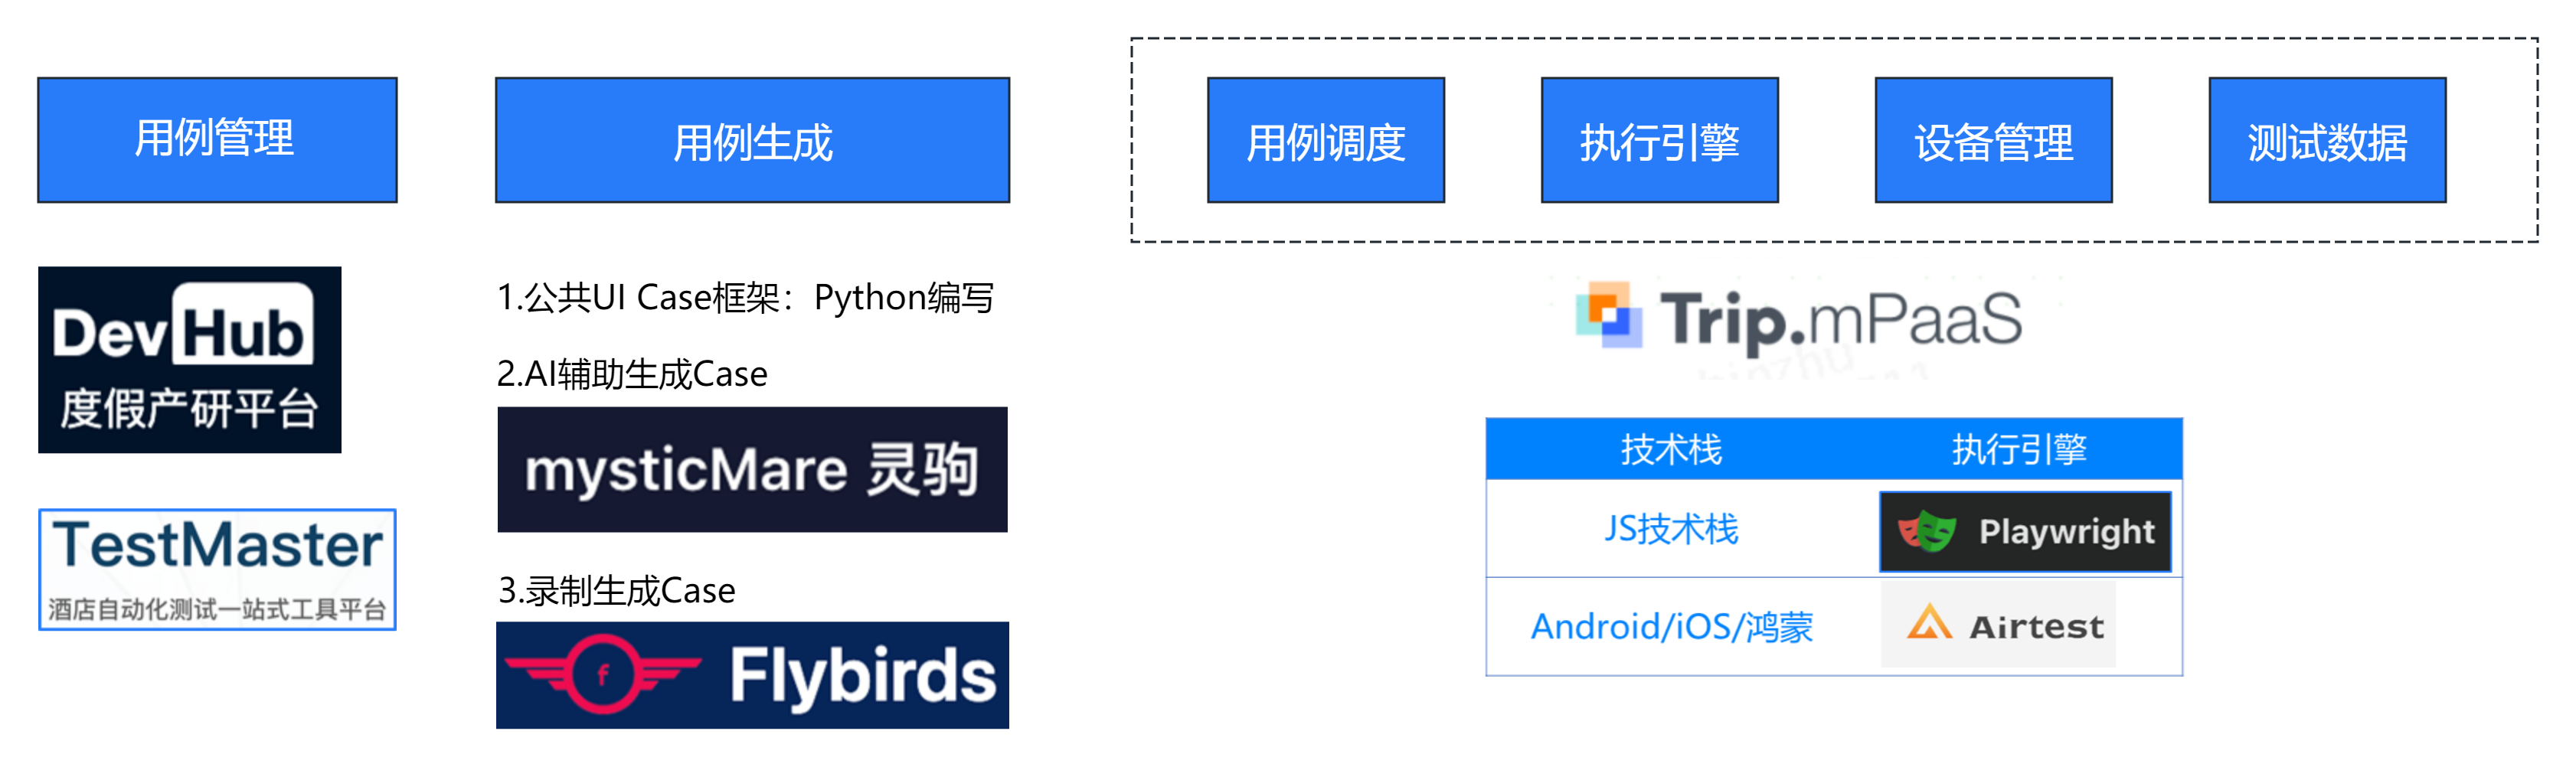 用例管理
用例生成
用例调度
执行引擎
设备管理
测试数据
DevHub
度假产研平台
TestMaster
酒店自动化测试一站式工具平台
1.公共UI Case框架：Python编写
2.AI辅助生成Case
mysticMare 灵驹
3.录制生成Case
f
Flybirds
Trip.mPaaS
技术栈 执行引擎
JS技术栈 Playwright
Android/iOS/鸿蒙 Airtest